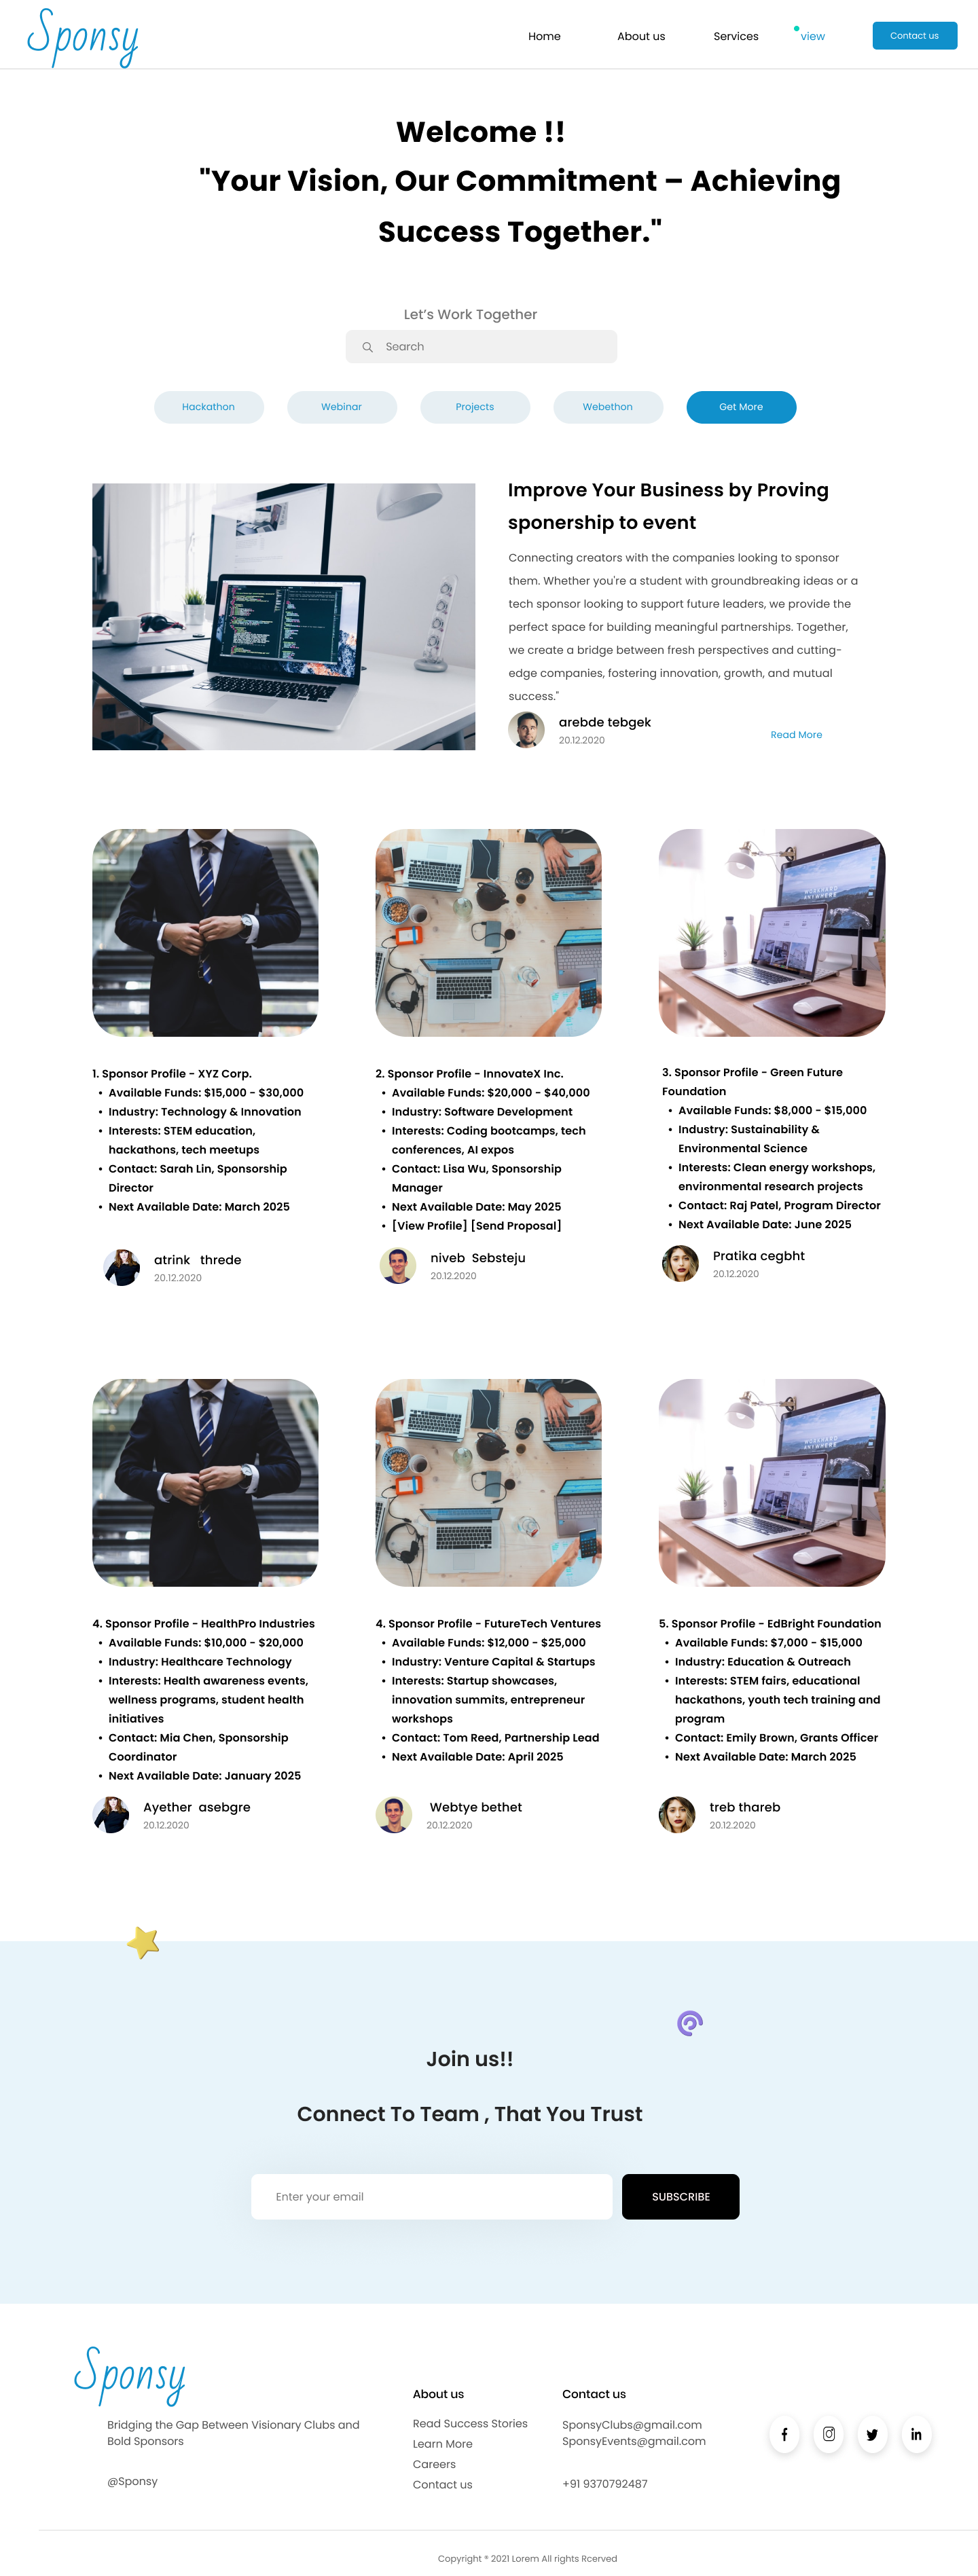 Sponsy
Home
About us
Services
view
Contact us
Welcome !!
"Your Vision, Our Commitment – Achieving
Success Together."
Let's Work Together
Search
Hackathon
Webinar
Projects
Webethon
Get More
Improve Your Business by Proving
sponership to event
Connecting creators with the companies looking to sponsor
them. Whether you're a student with groundbreaking ideas or a
tech sponsor looking to support future leaders, we provide the
perfect space for building meaningful partnerships. Together,
we create a bridge between fresh perspectives and cutting-
edge companies, fostering innovation, growth, and mutual
success."
arebde tebgek
20.12.2020
Read More
1. Sponsor Profile - XYZ Corp.
• Available Funds: $15,000 - $30,000
• Industry: Technology & Innovation
• Interests: STEM education,
hackathons, tech meetups
• Contact: Sarah Lin, Sponsorship
Director
• Next Available Date: March 2025
atrink threde
20.12.2020
2. Sponsor Profile - InnovateX Inc.
• Available Funds: $20,000 - $40,000
• Industry: Software Development
• Interests: Coding bootcamps, tech
conferences, AI expos
• Contact: Lisa Wu, Sponsorship
Manager
• Next Available Date: May 2025
• [View Profile] [Send Proposal]
niveb Sebsteju
20.12.2020
3. Sponsor Profile - Green Future
Foundation
• Available Funds: $8,000 - $15,000
• Industry: Sustainability &
Environmental Science
• Interests: Clean energy workshops,
environmental research projects
• Contact: Raj Patel, Program Director
• Next Available Date: June 2025
Pratika cegbht
20.12.2020
4. Sponsor Profile - HealthPro Industries
• Available Funds: $10,000 - $20,000
• Industry: Healthcare Technology
• Interests: Health awareness events,
wellness programs, student health
initiatives
• Contact: Mia Chen, Sponsorship
Coordinator
• Next Available Date: January 2025
Ayether asebgre
20.12.2020
4. Sponsor Profile - FutureTech Ventures
• Available Funds: $12,000 - $25,000
• Industry: Venture Capital & Startups
• Interests: Startup showcases,
innovation summits, entrepreneur
workshops
• Contact: Tom Reed, Partnership Lead
• Next Available Date: April 2025
Webtye bethet
20.12.2020
5. Sponsor Profile - EdBright Foundation
• Available Funds: $7,000 - $15,000
• Industry: Education & Outreach
• Interests: STEM fairs, educational
hackathons, youth tech training and
program
• Contact: Emily Brown, Grants Officer
• Next Available Date: March 2025
treb thareb
20.12.2020
Join us!!
Connect To Team , That You Trust
Enter your email
SUBSCRIBE
Sponsy
Bridging the Gap Between Visionary Clubs and
Bold Sponsors
@Sponsy
About us
Read Success Stories
Learn More
Careers
Contact us
Contact us
SponsyClubs@gmail.com
SponsyEvents@gmail.com
+91 9370792487
Copyright ® 2021 Lorem All rights Rcerved